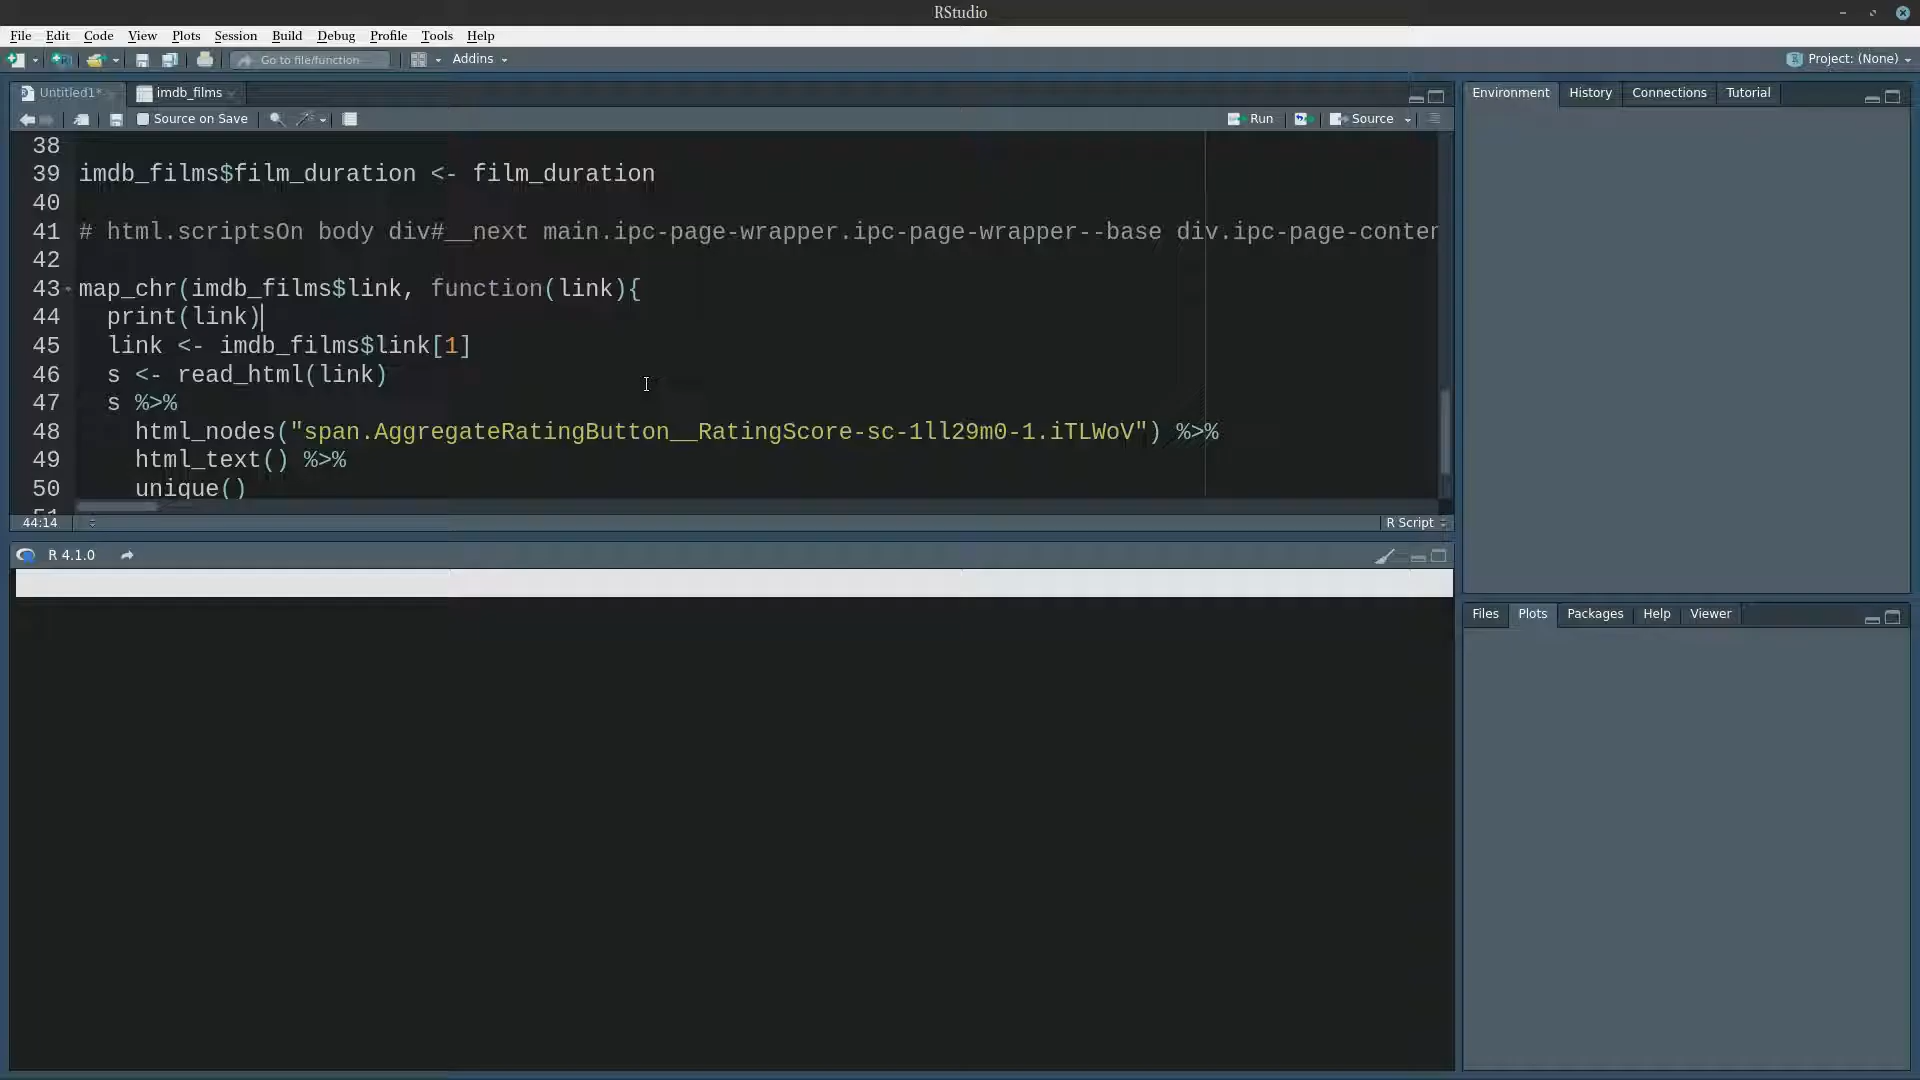 RStudio
File Edit Code View Plots Session Build Debug Profile Tools Help
Go to file/function Addins Project: (None)
Untitled1* imdb_films
Source on Save Run Source
38
39 imdb_films$film_duration <- film_duration
40
41 # html.scriptsOn body div#__next main.ipc-page-wrapper.ipc-page-wrapper--base div.ipc-page-conter
42
43 map_chr(imdb_films$link, function(link){
44 print(link)
45 link <- imdb_films$link[1]
46 s <- read_html(link)
47 s %>%
48 html_nodes("span.AggregateRatingButton__RatingScore-sc-1ll29m0-1.iTLWoV") %>%
49 html_text() %>%
50 unique()
44:14 R Script
R 4.1.0
Environment History Connections Tutorial
Files Plots Packages Help Viewer